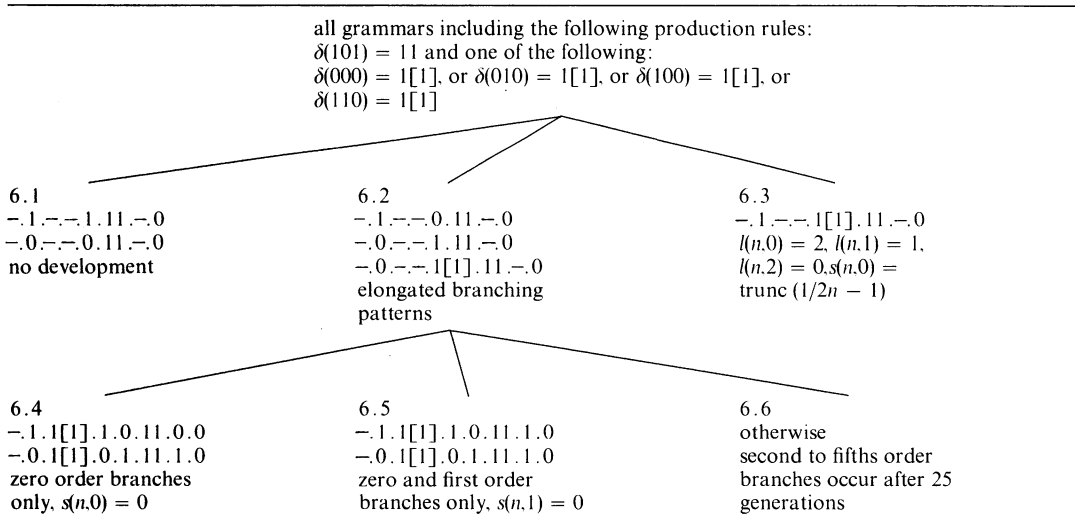 all grammars including the following production rules:
δ(101) = 11 and one of the following:
δ(000) = 1[1], or δ(010) = 1[1], or δ(100) = 1[1], or
δ(110) = 1[1]
6.1
−.1.−.−.1.11.−.0
−.0.−.−.0.11.−.0
no development
6.2
−.1.−.−.0.11.−.0
−.0.−.−.1.11.−.0
−.0.−.−.1[1].11.−.0
elongated branching
patterns
6.3
−.1.−.−.1[1].11.−.0
l(n,0) = 2, l(n,1) = 1,
l(n,2) = 0,s(n,0) =
trunc (1/2n − 1)
6.4
−.1.1[1].1.0.11.0.0
−.0.1[1].0.1.11.1.0
zero order branches
only, s(n,0) = 0
6.5
−.1.1[1].1.0.11.1.0
−.0.1[1].0.1.11.1.0
zero and first order
branches only, s(n,1) = 0
6.6
otherwise
second to fifths order
branches occur after 25
generations